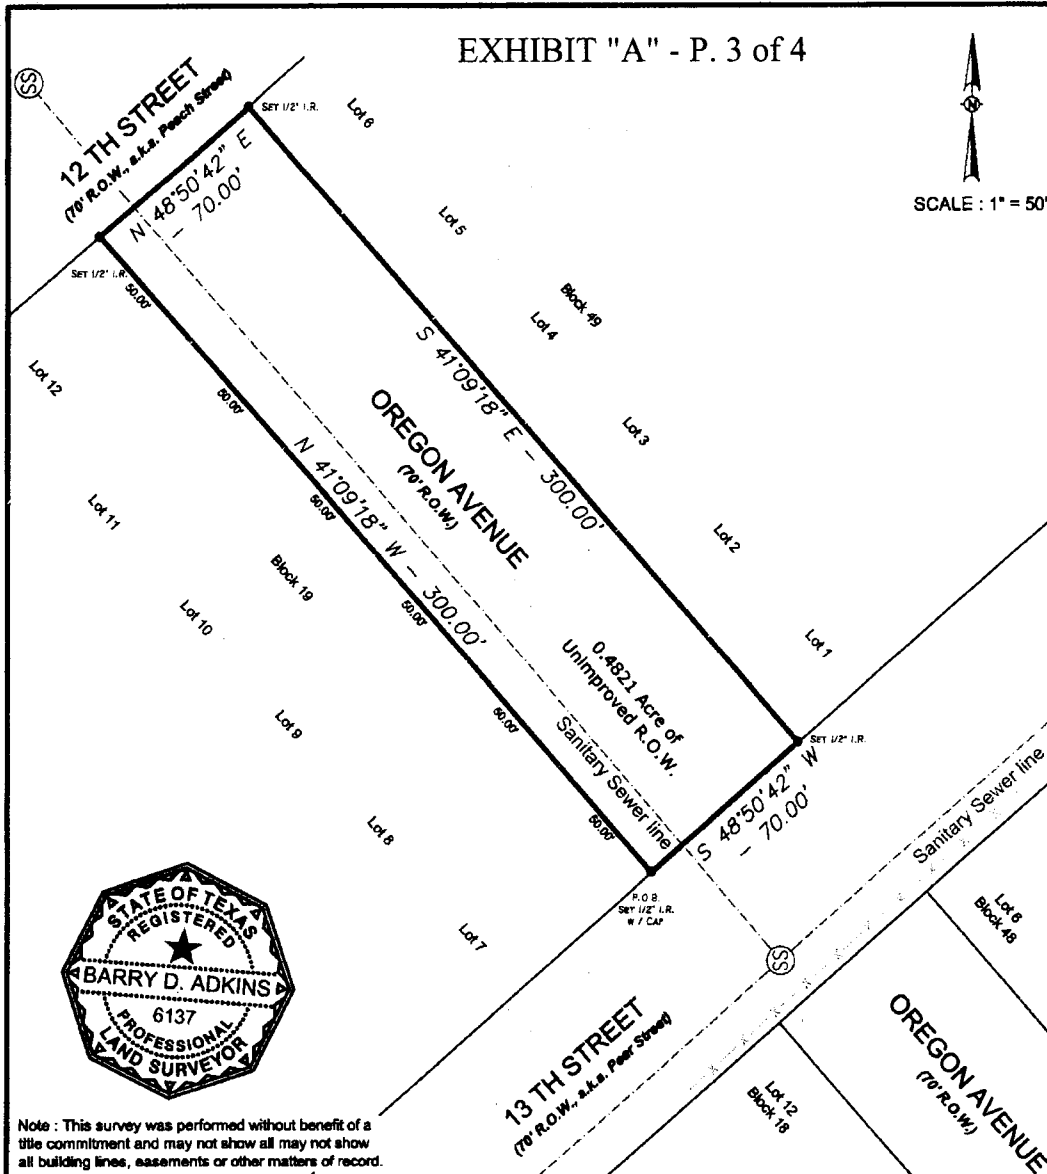 EXHIBIT "A" - P. 3 of 4
N
SCALE : 1" = 50'
SS
12 TH STREET
(70' R.O.W., a.k.a. Peach Street)
SET 1/2" I.R.
Lot 6
N 48°50'42" E
- 70.00'
SET 1/2" I.R.
50.00'
Lot 5
Block 49
Lot 4
S 41°09'18" E - 300.00'
Lot 3
Lot 2
Lot 1
Lot 12
50.00'
OREGON AVENUE
(70' R.O.W.)
N 41°09'18" W - 300.00'
50.00'
Lot 11
Block 19
50.00'
Lot 10
0.4821 Acre of
Unimproved R.O.W.
50.00'
Sanitary Sewer line
Lot 9
50.00'
Lot 8
SET 1/2" I.R.
S 48°50'42" W
- 70.00'
Sanitary Sewer line
P.O.B.
SET 1/2" I.R.
W / CAP
Lot 7
SS
Lot 6
Block 48
STATE OF TEXAS
REGISTERED
BARRY D. ADKINS
6137
PROFESSIONAL
LAND SURVEYOR
13 TH STREET
(70' R.O.W., a.k.a. Pear Street)
Lot 12
Block 18
OREGON AVENUE
(70' R.O.W.)
Note : This survey was performed without benefit of a
title commitment and may not show all may not show
all building lines, easements or other matters of record.